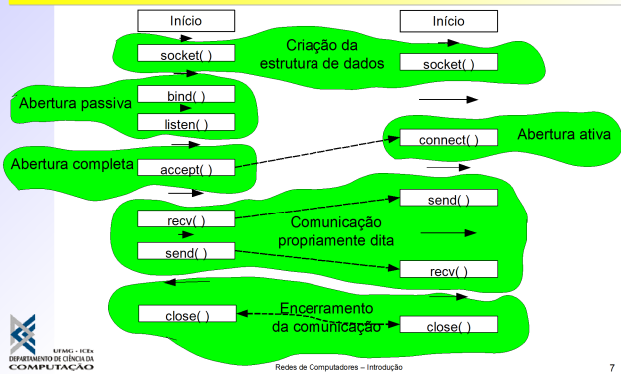 Início
Início
Criação da
estrutura de dados
socket( )
socket( )
Abertura passiva
bind( )
listen( )
Abertura ativa
connect( )
Abertura completa
accept( )
send( )
recv( )
Comunicação
propriamente dita
send( )
recv( )
Encerramento
da comunicação
close( )
close( )
UFMG - ICEx
DEPARTAMENTO DE CIÊNCIA DA
COMPUTAÇÃO
Redes de Computadores – Introdução
7